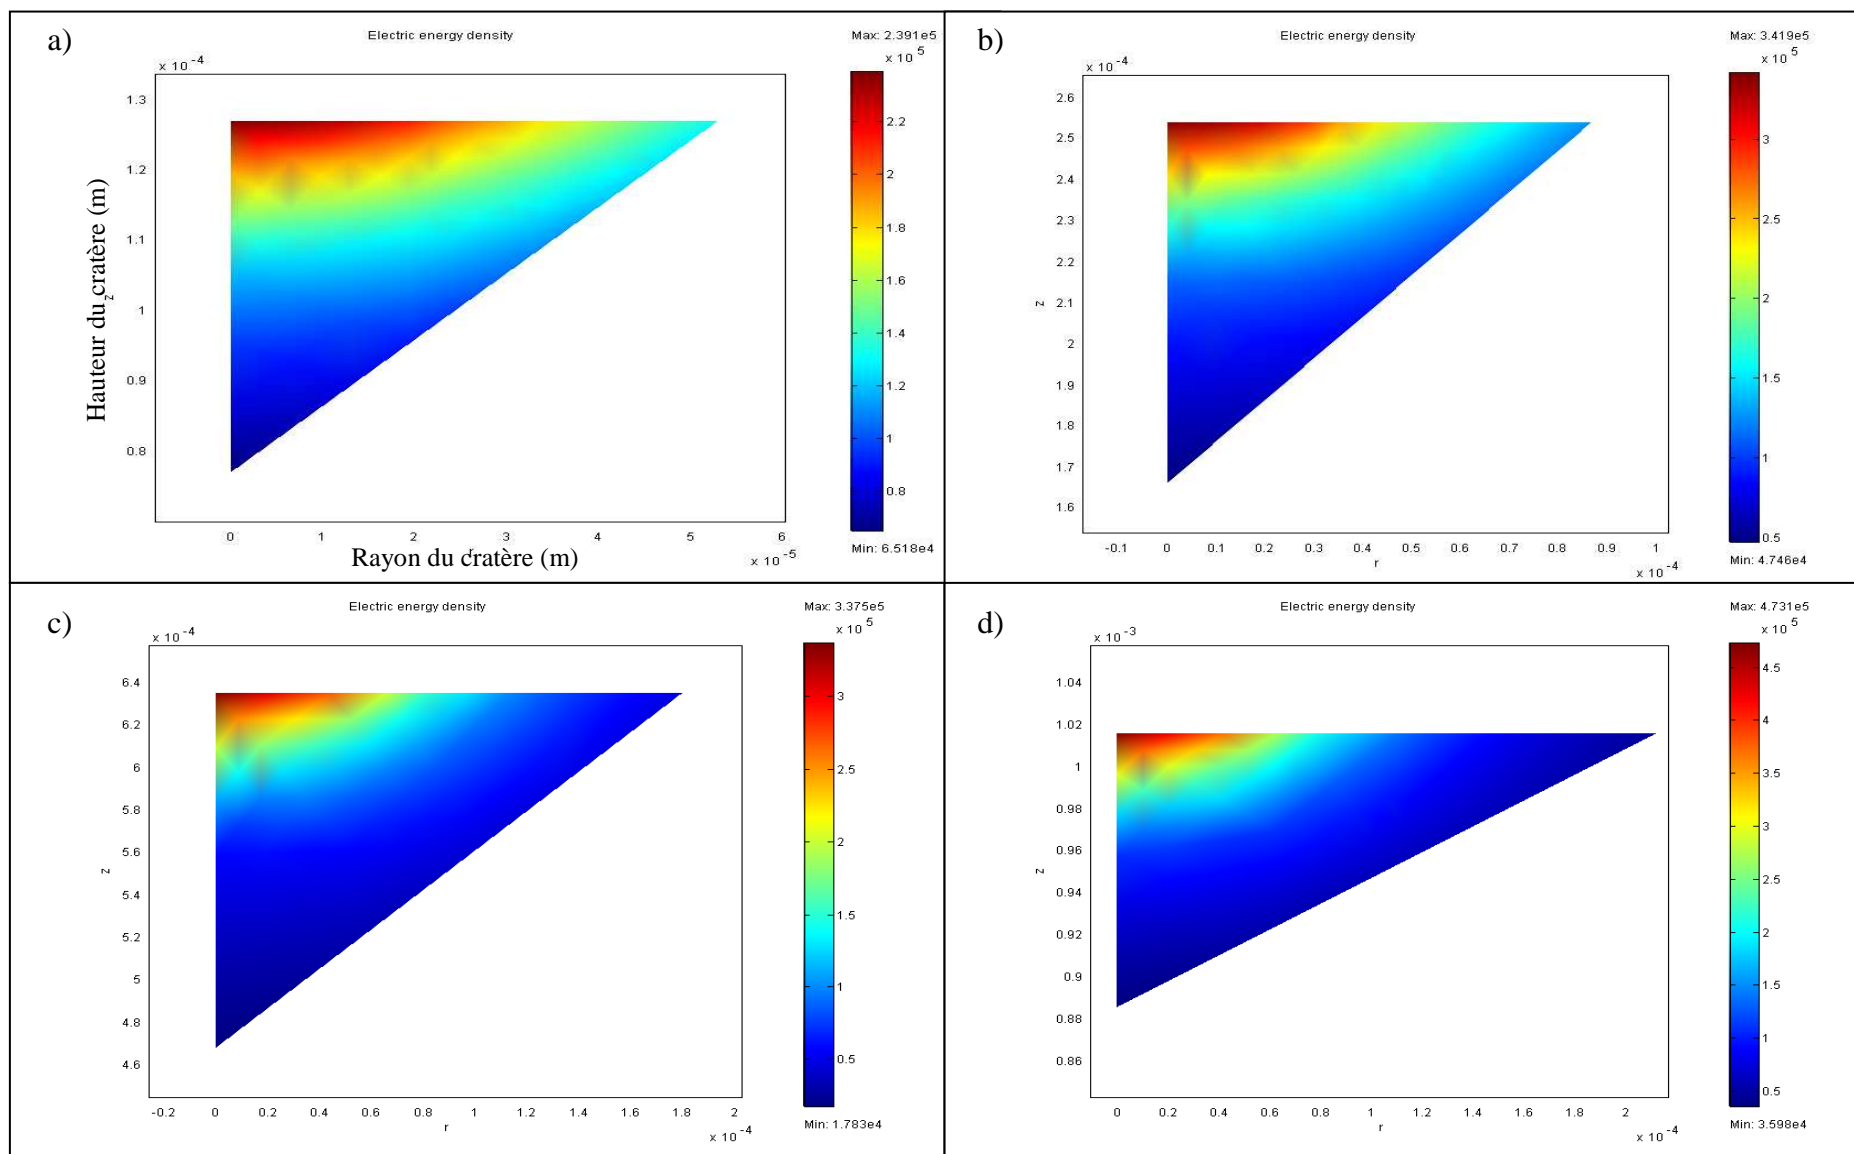 a)
Electric energy density
Max: 2.391e5
x 10 -4
x 10 5
1.3
1.2
1.1
1
0.9
0.8
Hauteur du cratère (m)
z
2.2
2
1.8
1.6
1.4
1.2
1
0.8
0 1 2 3 4 5 6
Rayon du cratère (m)
r
x 10 -5
Min: 6.518e4
b)
Electric energy density
Max: 3.419e5
x 10 -4
x 10 5
2.6
2.5
2.4
2.3
2.2
2.1
2
1.9
1.8
1.7
1.6
z
3
2.5
2
1.5
1
0.5
-0.1 0 0.1 0.2 0.3 0.4 0.5 0.6 0.7 0.8 0.9 1
r
x 10 -4
Min: 4.746e4
c)
Electric energy density
Max: 3.375e5
x 10 -4
x 10 5
6.4
6.2
6
5.8
5.6
5.4
5.2
5
4.8
4.6
z
3
2.5
2
1.5
1
0.5
-0.2 0 0.2 0.4 0.6 0.8 1 1.2 1.4 1.6 1.8 2
r
x 10 -4
Min: 1.783e4
d)
Electric energy density
Max: 4.731e5
x 10 -3
x 10 5
1.04
1.02
1
0.98
0.96
0.94
0.92
0.9
0.88
0.86
z
4.5
4
3.5
3
2.5
2
1.5
1
0.5
0 0.2 0.4 0.6 0.8 1 1.2 1.4 1.6 1.8 2
r
x 10 -4
Min: 3.598e4